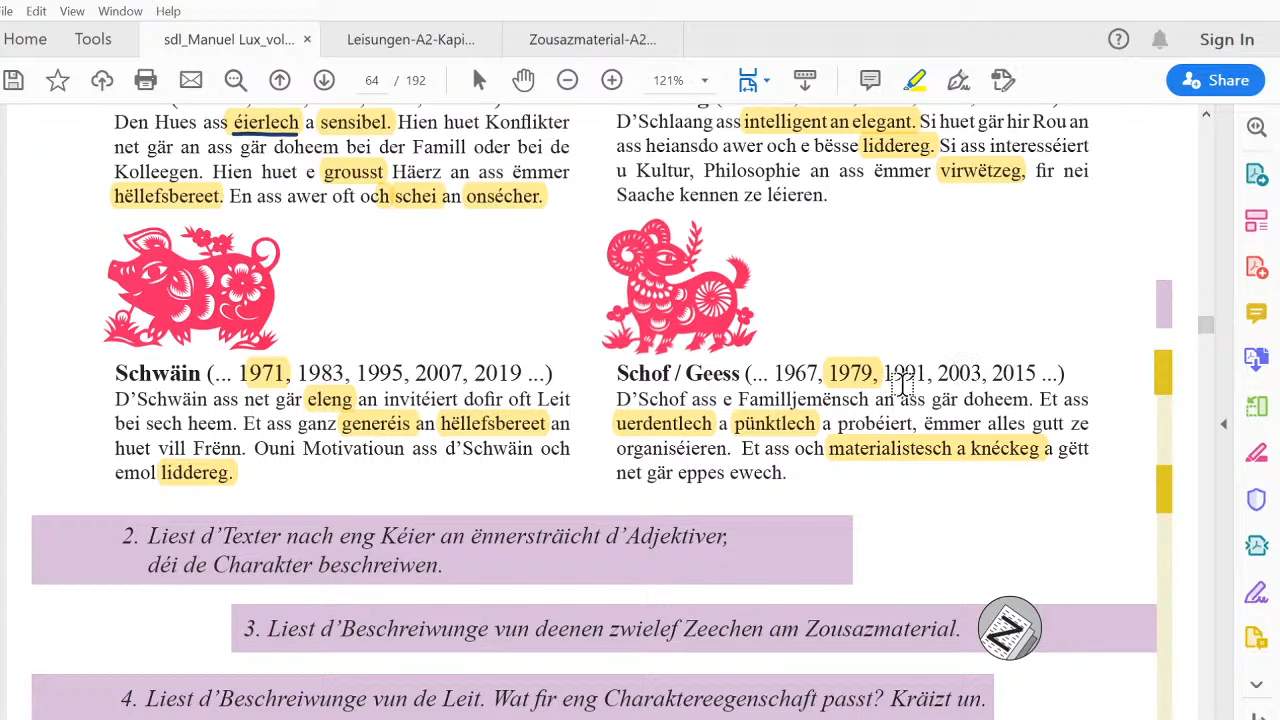 File Edit View Window Help
Home Tools sdl_Manuel Lux_vol... × Leisungen-A2-Kapi... Zousazmaterial-A2... Sign In
64 / 192 121% Share
Den Hues ass éierlech a sensibel. Hien huet Konflikter
net gär an ass gär doheem bei der Famill oder bei de
Kolleegen. Hien huet e grousst Häerz an ass ëmmer
hëllefsbereet. En ass awer oft och schei an onsécher.
D'Schlaang ass intelligent an elegant. Si huet gär hir Rou an
ass heiansdo awer och e bësse liddereg. Si ass interesséiert
u Kultur, Philosophie an ass ëmmer virwëtzeg, fir nei
Saache kennen ze léieren.
Schwäin (... 1971, 1983, 1995, 2007, 2019 ...)
D'Schwäin ass net gär eleng an invitéiert dofir oft Leit
bei sech heem. Et ass ganz generéis an hëllefsbereet an
huet vill Frënn. Ouni Motivatioun ass d'Schwäin och
emol liddereg.
Schof / Geess (... 1967, 1979, 1991, 2003, 2015 ...)
D'Schof ass e Familljemënsch an ass gär doheem. Et ass
uerdentlech a pünktlech a probéiert, ëmmer alles gutt ze
organiséieren. Et ass och materialistesch a knéckeg a gëtt
net gär eppes ewech.
2. Liest d'Texter nach eng Kéier an ënnersträicht d'Adjektiver,
déi de Charakter beschreiwen.
3. Liest d'Beschreiwunge vun deenen zwielef Zeechen am Zousazmaterial.
Z
4. Liest d'Beschreiwunge vun de Leit. Wat fir eng Charaktereegenschaft passt? Kräizt un.